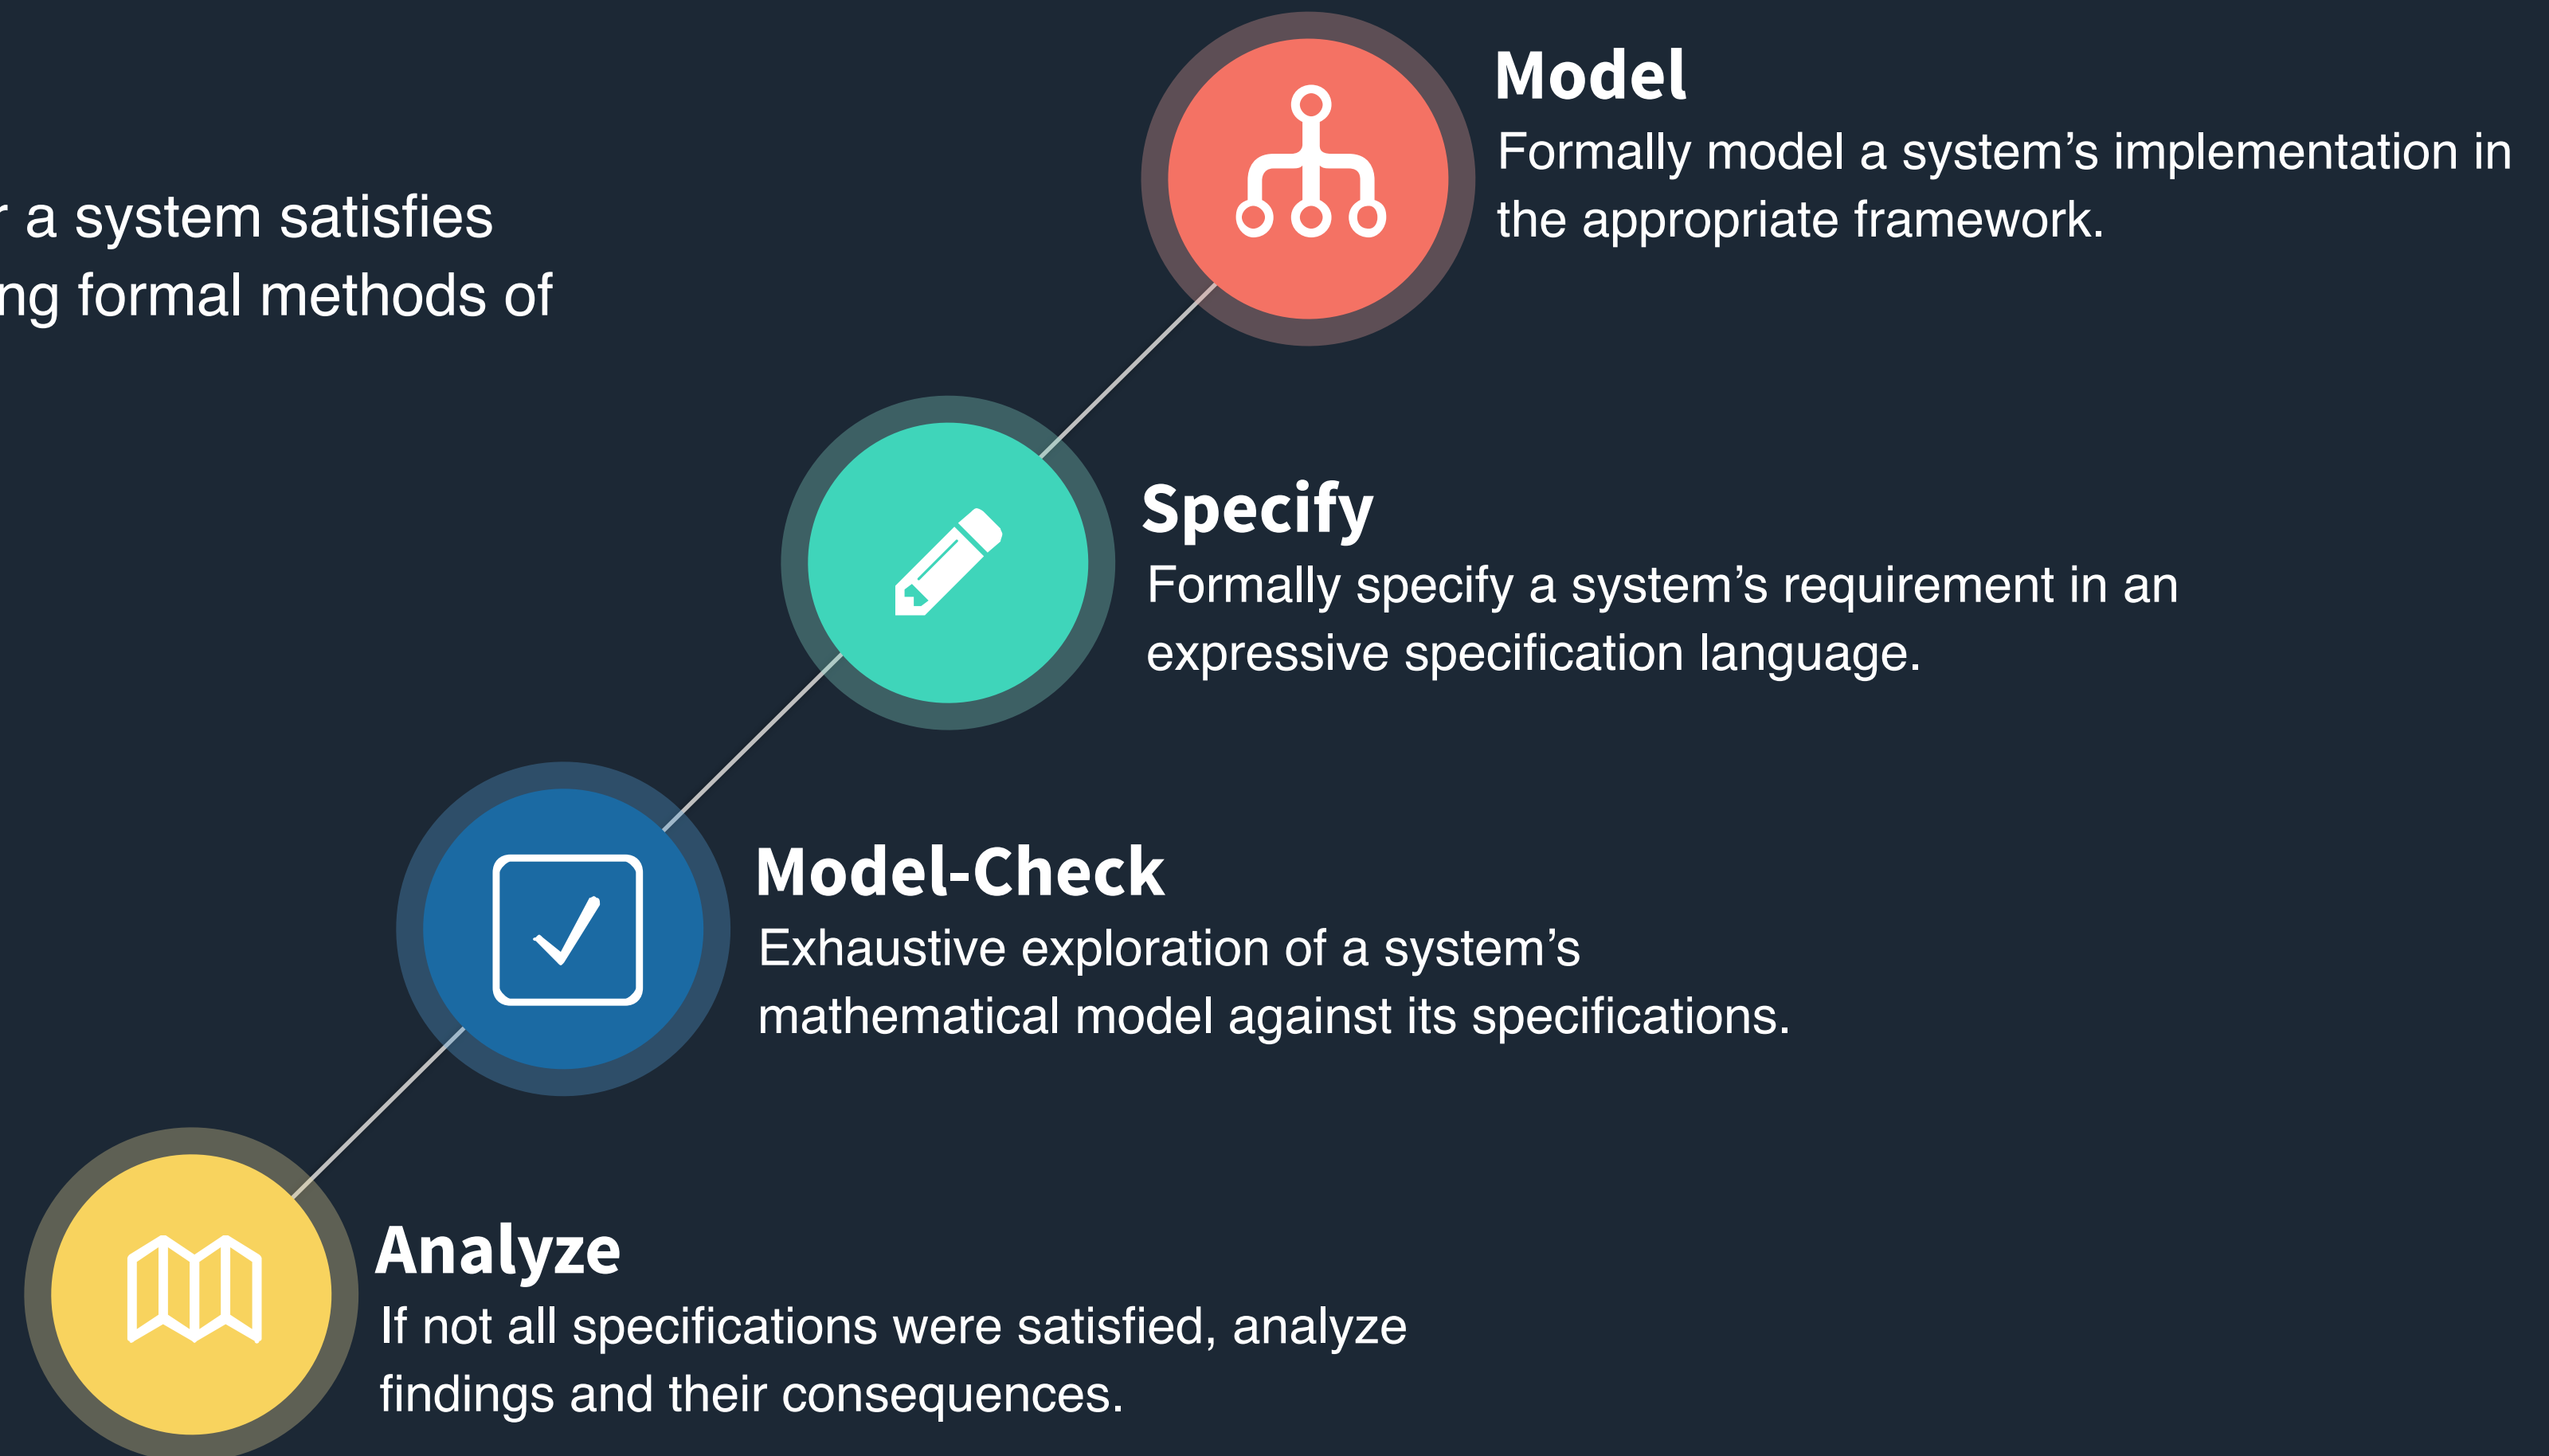 Model
Formally model a system’s implementation in
the appropriate framework.
a system satisfies
formal methods of
Specify
Formally specify a system’s requirement in an
expressive specification language.
Model-Check
Exhaustive exploration of a system’s
mathematical model against its specifications.
Analyze
If not all specifications were satisfied, analyze
findings and their consequences.